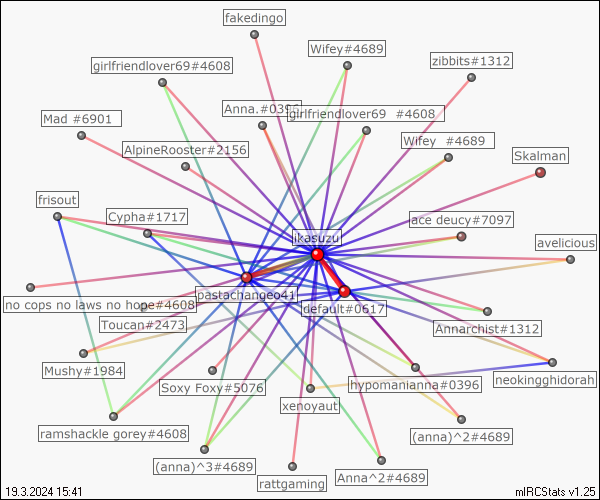 fakedingo
Wifey#4689
zibbits#1312
girlfriendlover69#4608
Anna.#0396
girlfriendlover69 #4608
Mad #6901
Wifey #4689
AlpineRooster#2156
Skalman
frisout
Cypha#1717
ace deucy#7097
ikasuzu
avelicious
pastachangeo41
no cops no laws no hope#4608
default#0617
Toucan#2473
Annarchist#1312
Mushy#1984
Soxy Foxy#5076
hypomanianna#0396
neokingghidorah
xenoyaut
ramshackle gorey#4608
(anna)^2#4689
(anna)^3#4689
Anna^2#4689
rattgaming
19.3.2024 15:41
mIRCStats v1.25